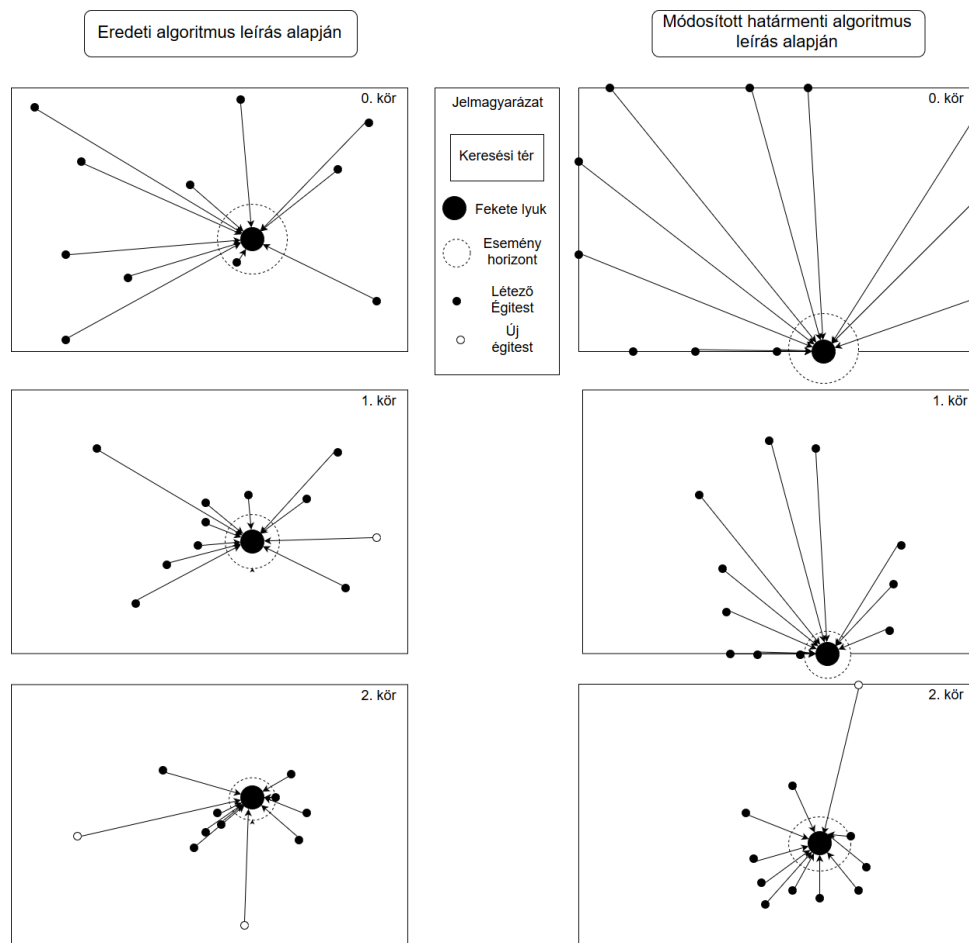 Eredeti algoritmus leírás alapján
Módosított határmenti algoritmus
leírás alapján
0. kör
Jelmagyarázat
Keresési tér
Fekete lyuk
Esemény
horizont
Létező
Égitest
Új
égitest
0. kör
1. kör
1. kör
2. kör
2. kör